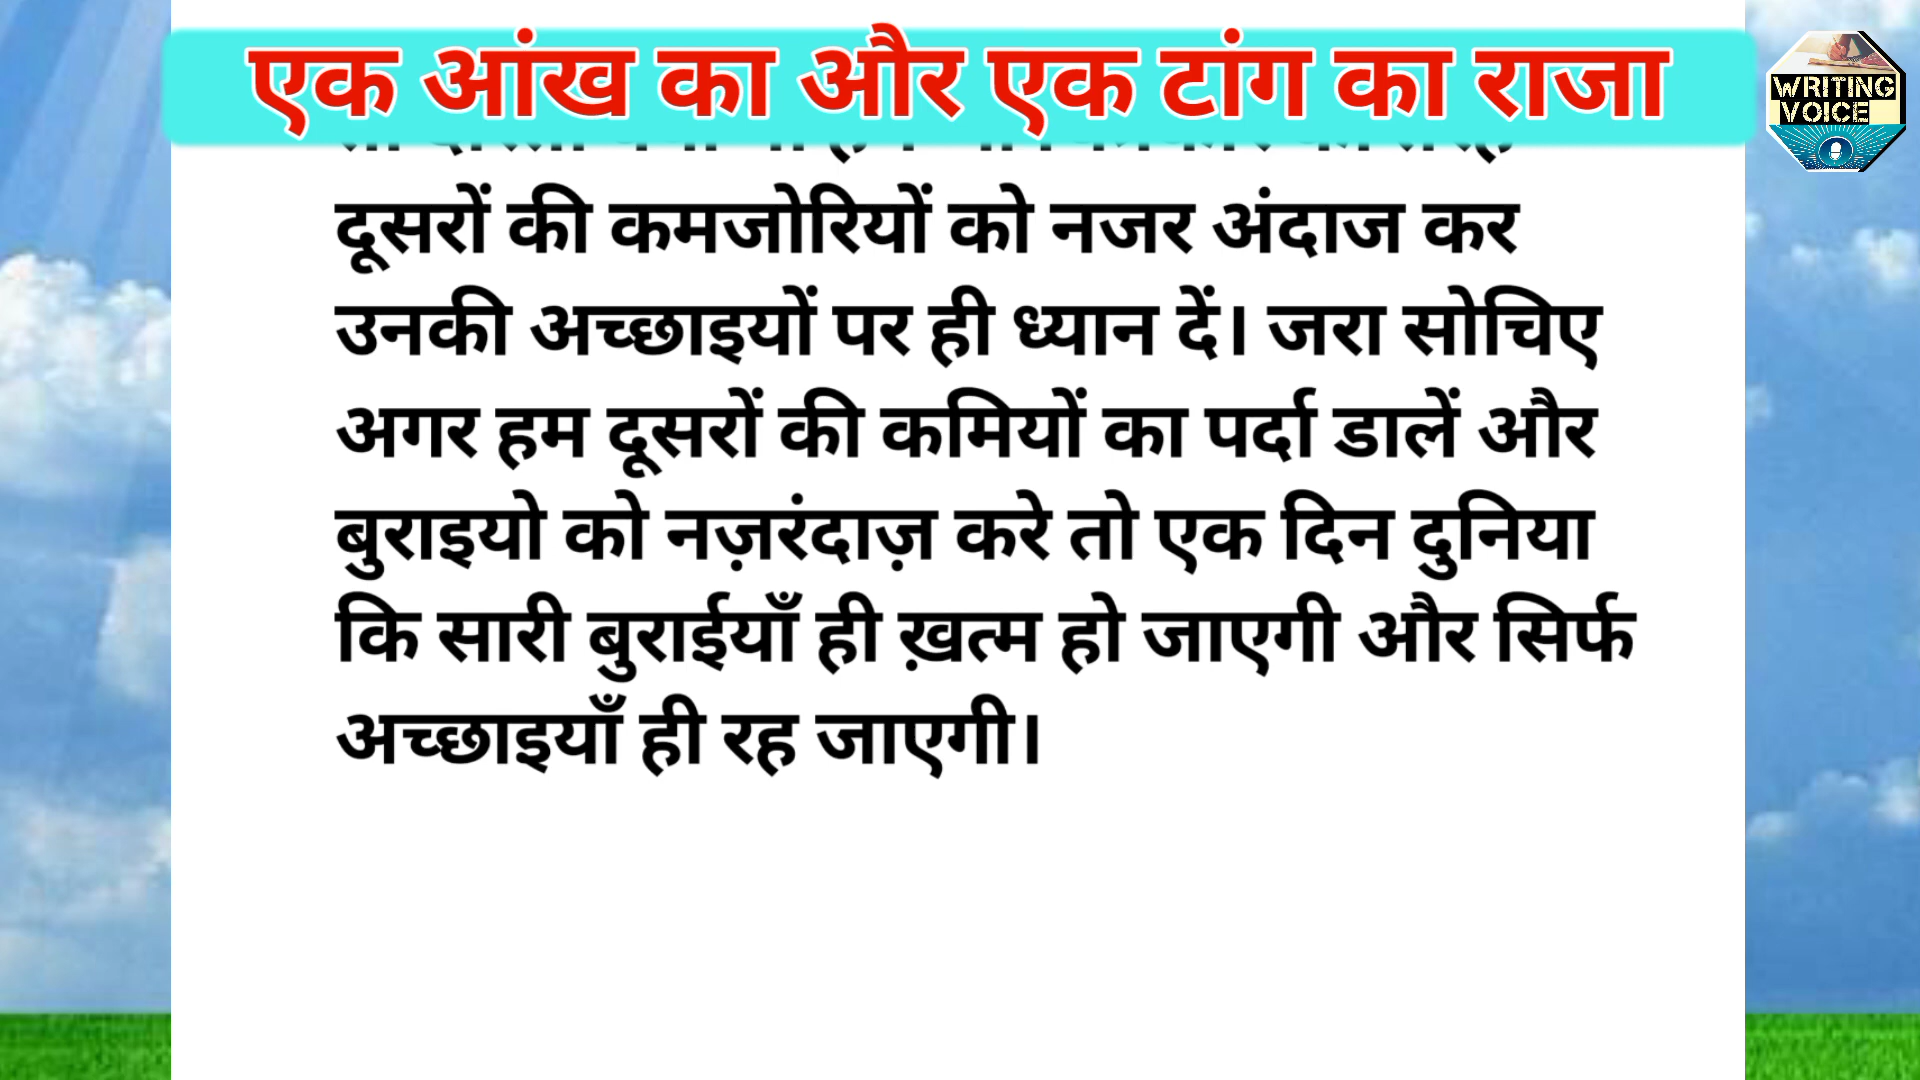 एक आंख का और एक टांग का राजा
WRITING
VOICE
दूसरों की कमजोरियों को नजर अंदाज कर
उनकी अच्छाइयों पर ही ध्यान दें। जरा सोचिए
अगर हम दूसरों की कमियों का पर्दा डालें और
बुराइयो को नज़रंदाज़ करे तो एक दिन दुनिया
कि सारी बुराईयाँ ही ख़त्म हो जाएगी और सिर्फ
अच्छाइयाँ ही रह जाएगी।